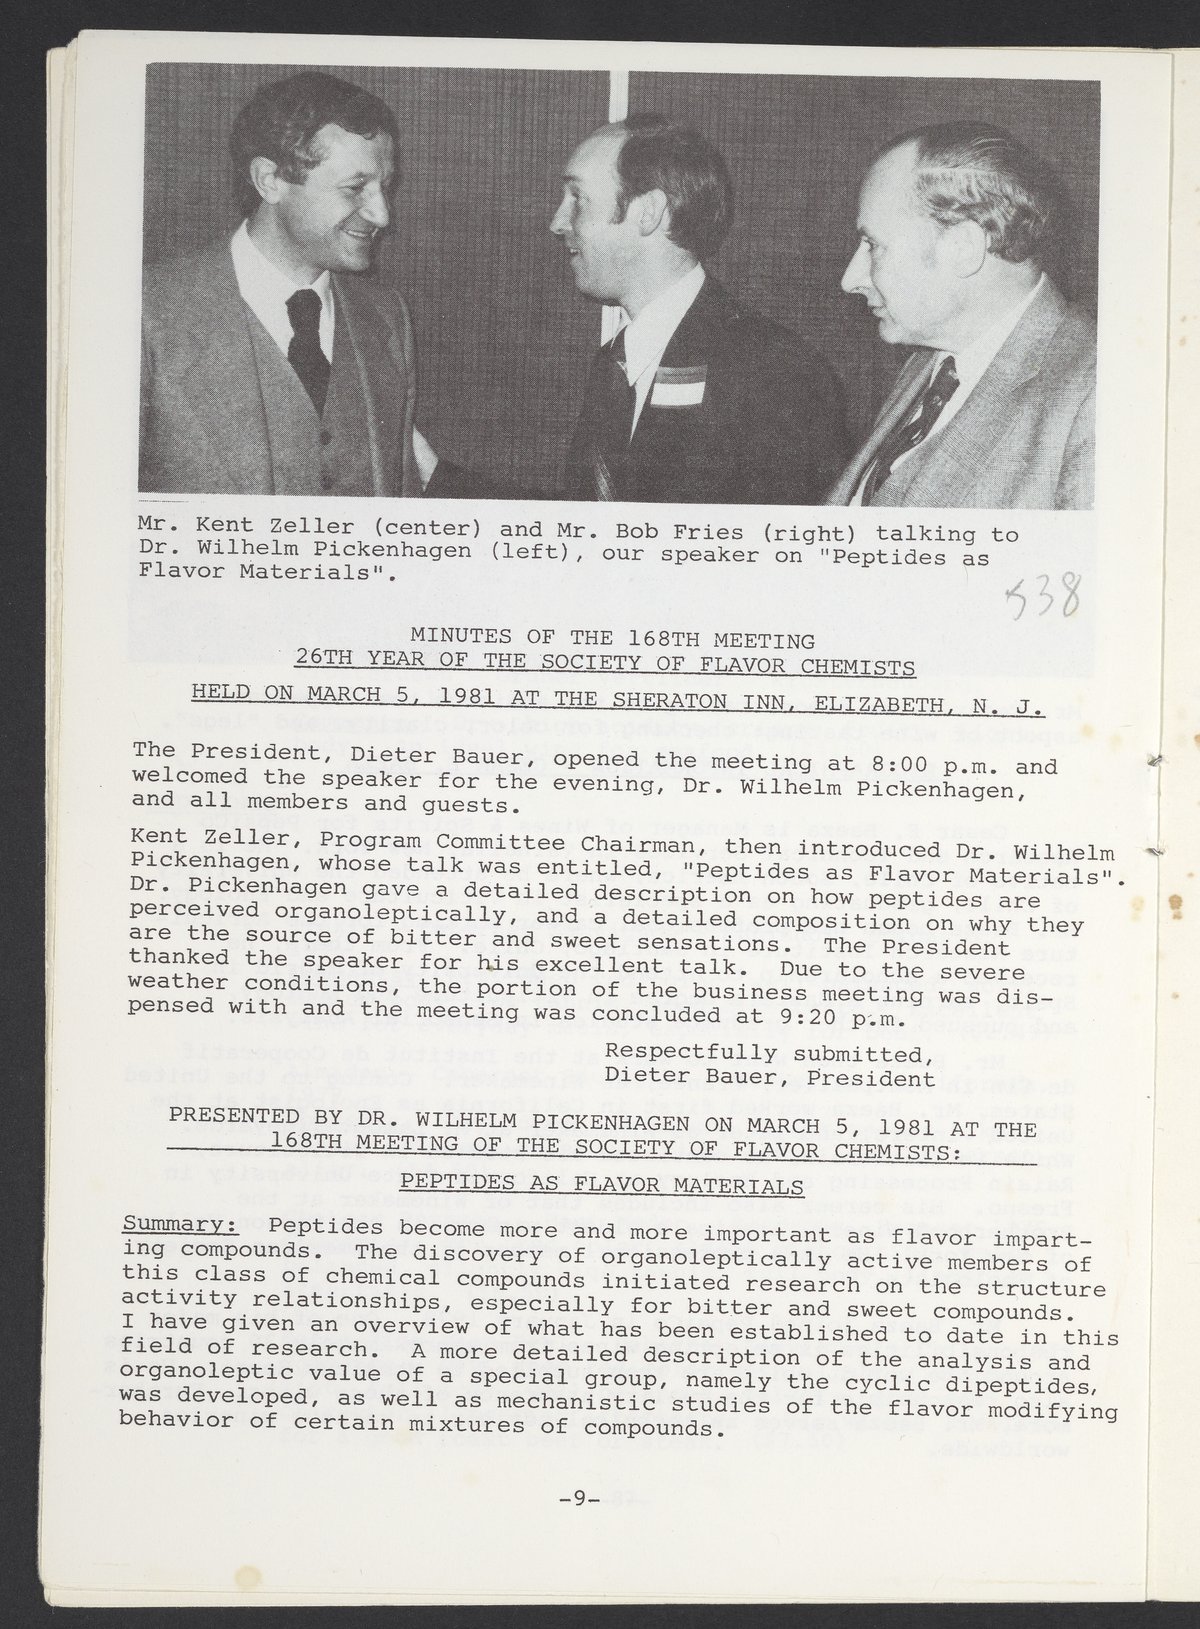 Mr. Kent Zeller (center) and Mr. Bob Fries (right) talking to
Dr. Wilhelm Pickenhagen (left), our speaker on "Peptides as
Flavor Materials".
538
MINUTES OF THE 168TH MEETING
26TH YEAR OF THE SOCIETY OF FLAVOR CHEMISTS
HELD ON MARCH 5, 1981 AT THE SHERATON INN, ELIZABETH, N. J.
The President, Dieter Bauer, opened the meeting at 8:00 p.m. and
welcomed the speaker for the evening, Dr. Wilhelm Pickenhagen,
and all members and guests.
Kent Zeller, Program Committee Chairman, then introduced Dr. Wilhelm
Pickenhagen, whose talk was entitled, "Peptides as Flavor Materials".
Dr. Pickenhagen gave a detailed description on how peptides are
perceived organoleptically, and a detailed composition on why they
are the source of bitter and sweet sensations. The President
thanked the speaker for his excellent talk. Due to the severe
weather conditions, the portion of the business meeting was dis-
pensed with and the meeting was concluded at 9:20 p.m.
Respectfully submitted,
Dieter Bauer, President
PRESENTED BY DR. WILHELM PICKENHAGEN ON MARCH 5, 1981 AT THE
168TH MEETING OF THE SOCIETY OF FLAVOR CHEMISTS:
PEPTIDES AS FLAVOR MATERIALS
Summary: Peptides become more and more important as flavor impart-
ing compounds. The discovery of organoleptically active members of
this class of chemical compounds initiated research on the structure
activity relationships, especially for bitter and sweet compounds.
I have given an overview of what has been established to date in this
field of research. A more detailed description of the analysis and
organoleptic value of a special group, namely the cyclic dipeptides,
was developed, as well as mechanistic studies of the flavor modifying
behavior of certain mixtures of compounds.
-9-